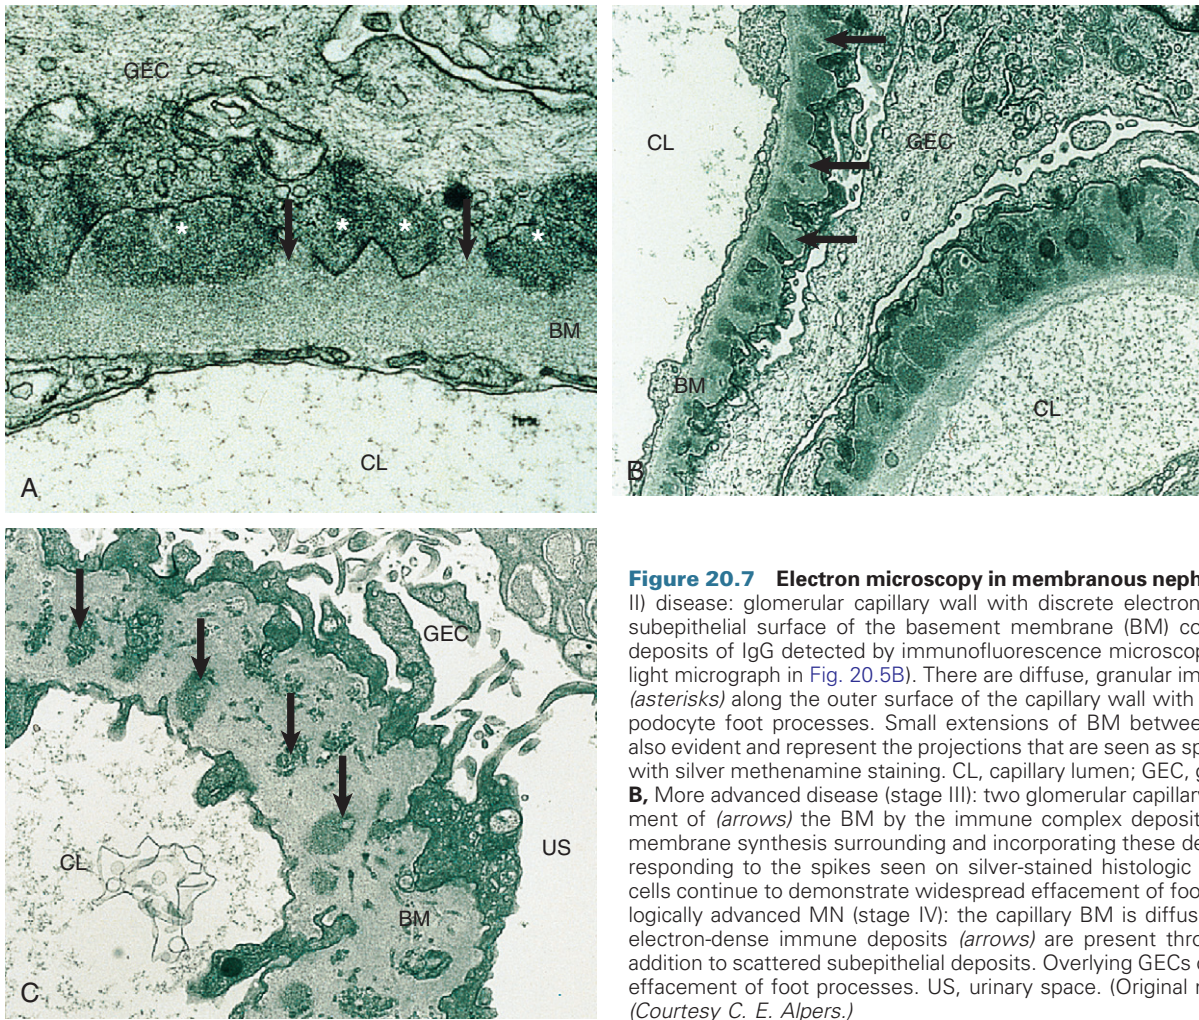 GEC
*
*
*
*
BM
CL
A
CL
GEC
BM
CL
B
GEC
CL
US
BM
C
Figure 20.7 Electron microscopy in membranous neph
II) disease: glomerular capillary wall with discrete electron
subepithelial surface of the basement membrane (BM) co
deposits of IgG detected by immunofluorescence microscop
light micrograph in Fig. 20.5B). There are diffuse, granular im
(asterisks) along the outer surface of the capillary wall with
podocyte foot processes. Small extensions of BM between
also evident and represent the projections that are seen as sp
with silver methenamine staining. CL, capillary lumen; GEC, g
B, More advanced disease (stage III): two glomerular capillary
ment of (arrows) the BM by the immune complex deposit
membrane synthesis surrounding and incorporating these de
responding to the spikes seen on silver-stained histologic
cells continue to demonstrate widespread effacement of foo
logically advanced MN (stage IV): the capillary BM is diffus
electron-dense immune deposits (arrows) are present thro
addition to scattered subepithelial deposits. Overlying GECs
effacement of foot processes. US, urinary space. (Original
(Courtesy C. E. Alpers.)